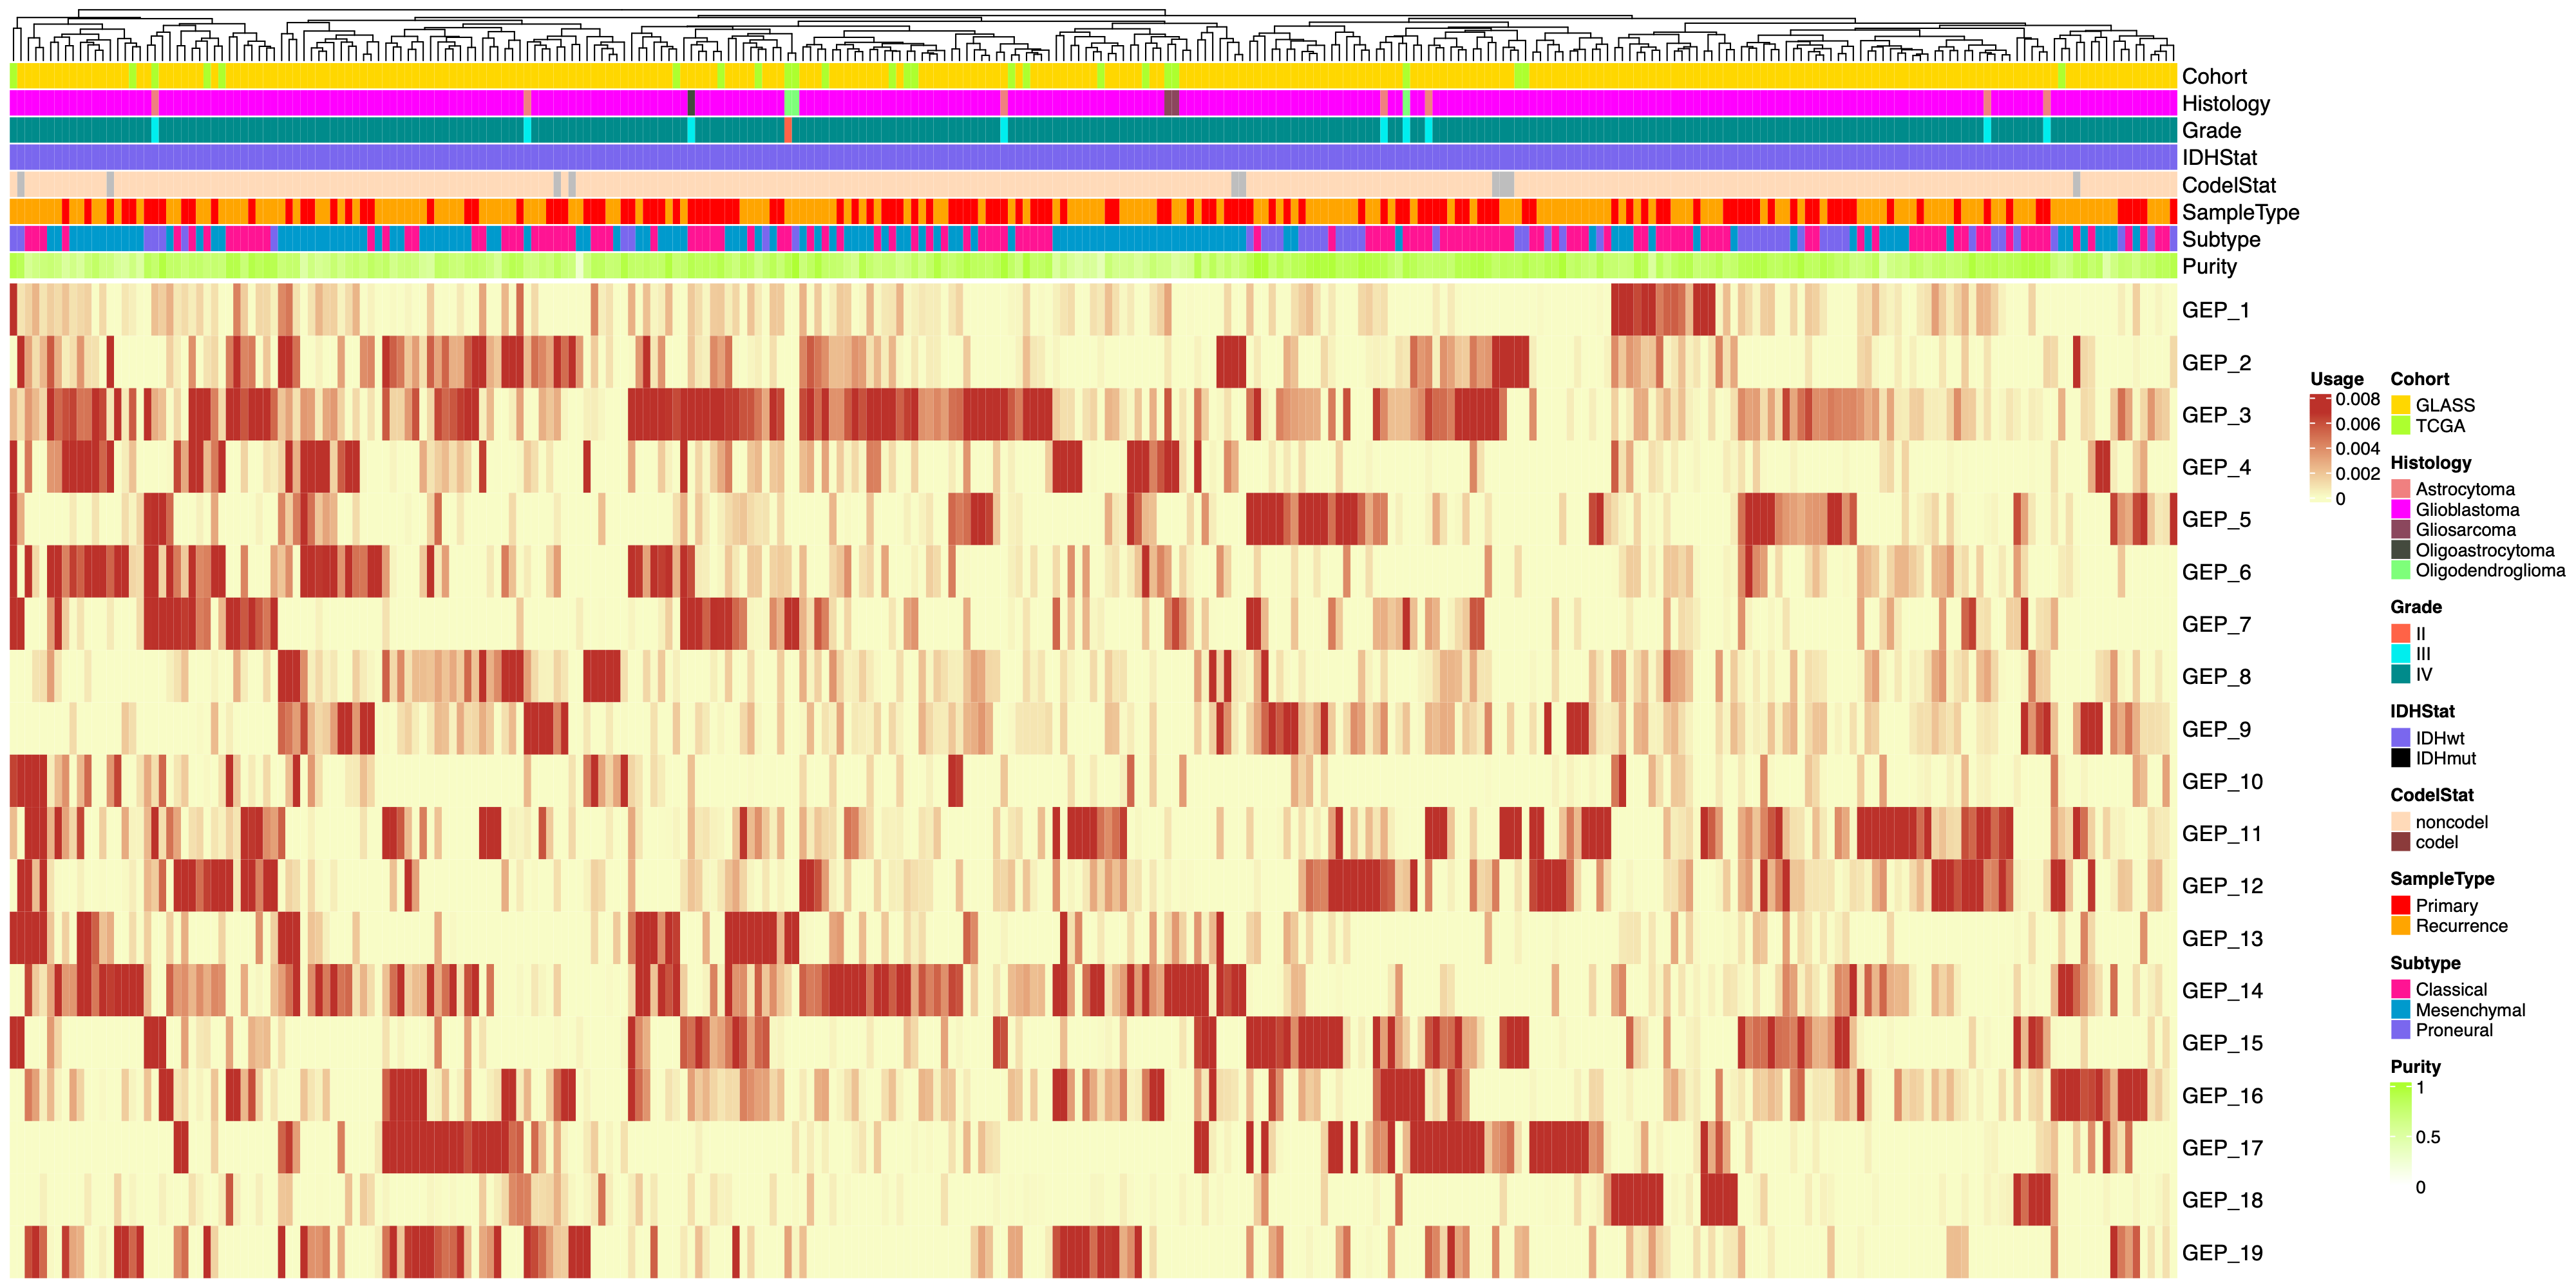 Cohort
Histology
Grade
IDHStat
CodelStat
SampleType
Subtype
Purity
GEP_1
GEP_2
GEP_3
GEP_4
GEP_5
GEP_6
GEP_7
GEP_8
GEP_9
GEP_10
GEP_11
GEP_12
GEP_13
GEP_14
GEP_15
GEP_16
GEP_17
GEP_18
GEP_19
Usage
0.008
0.006
0.004
0.002
0
Cohort
GLASS
TCGA
Histology
Astrocytoma
Glioblastoma
Gliosarcoma
Oligoastrocytoma
Oligodendroglioma
Grade
II
III
IV
IDHStat
IDHwt
IDHmut
CodelStat
noncodel
codel
SampleType
Primary
Recurrence
Subtype
Classical
Mesenchymal
Proneural
Purity
1
0.5
0